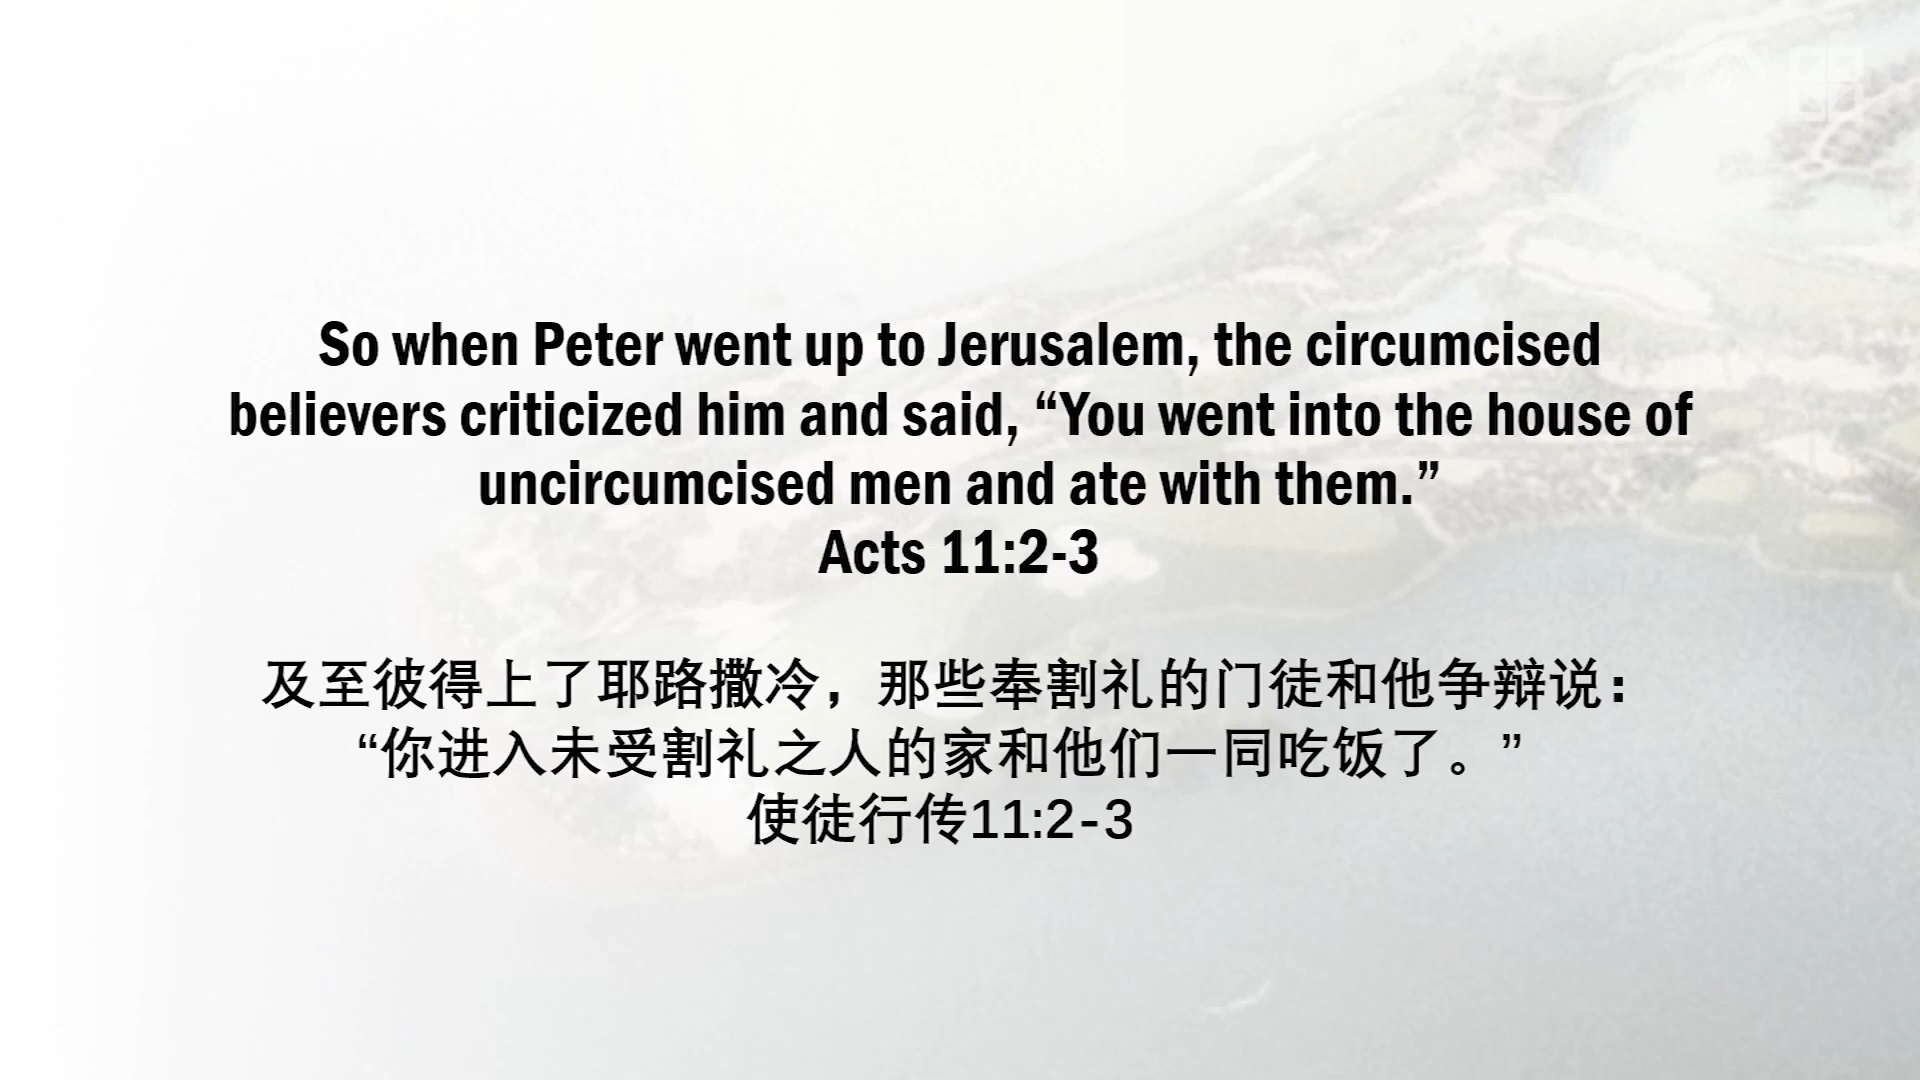 So when Peter went up to Jerusalem, the circumcised
believers criticized him and said, “You went into the house of
uncircumcised men and ate with them.”
Acts 11:2-3
及至彼得上了耶路撒冷，那些奉割礼的门徒和他争辩说：
“你进入未受割礼之人的家和他们一同吃饭了。”
使徒行传11:2-3